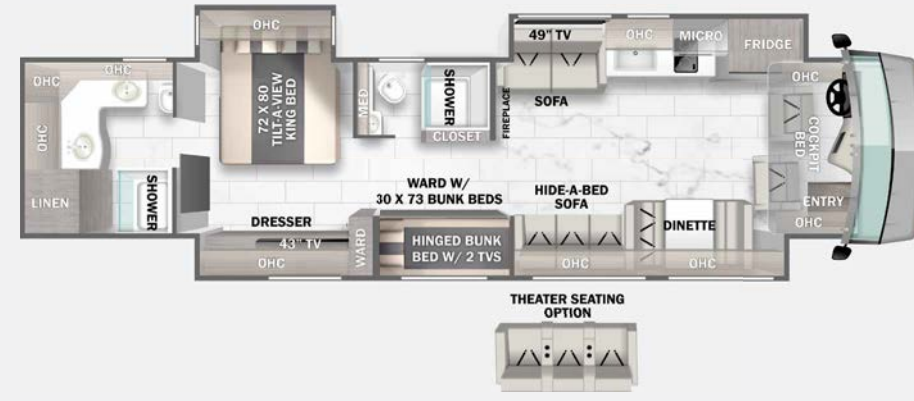 OHC
49" TV
OHC
MICRO
FRIDGE
OHC
OHC
OHC
72 X 80
TILT-A-VIEW
KING BED
MED
SHOWER
CLOSET
FIREPLACE
SOFA
OHC
COCKPIT
BED
ENTRY
OHC
LINEN
SHOWER
WARD W/
30 X 73 BUNK BEDS
HIDE-A-BED
SOFA
DRESSER
43" TV
OHC
WARD
HINGED BUNK
BED W/ 2 TVS
DINETTE
OHC
OHC
THEATER SEATING
OPTION